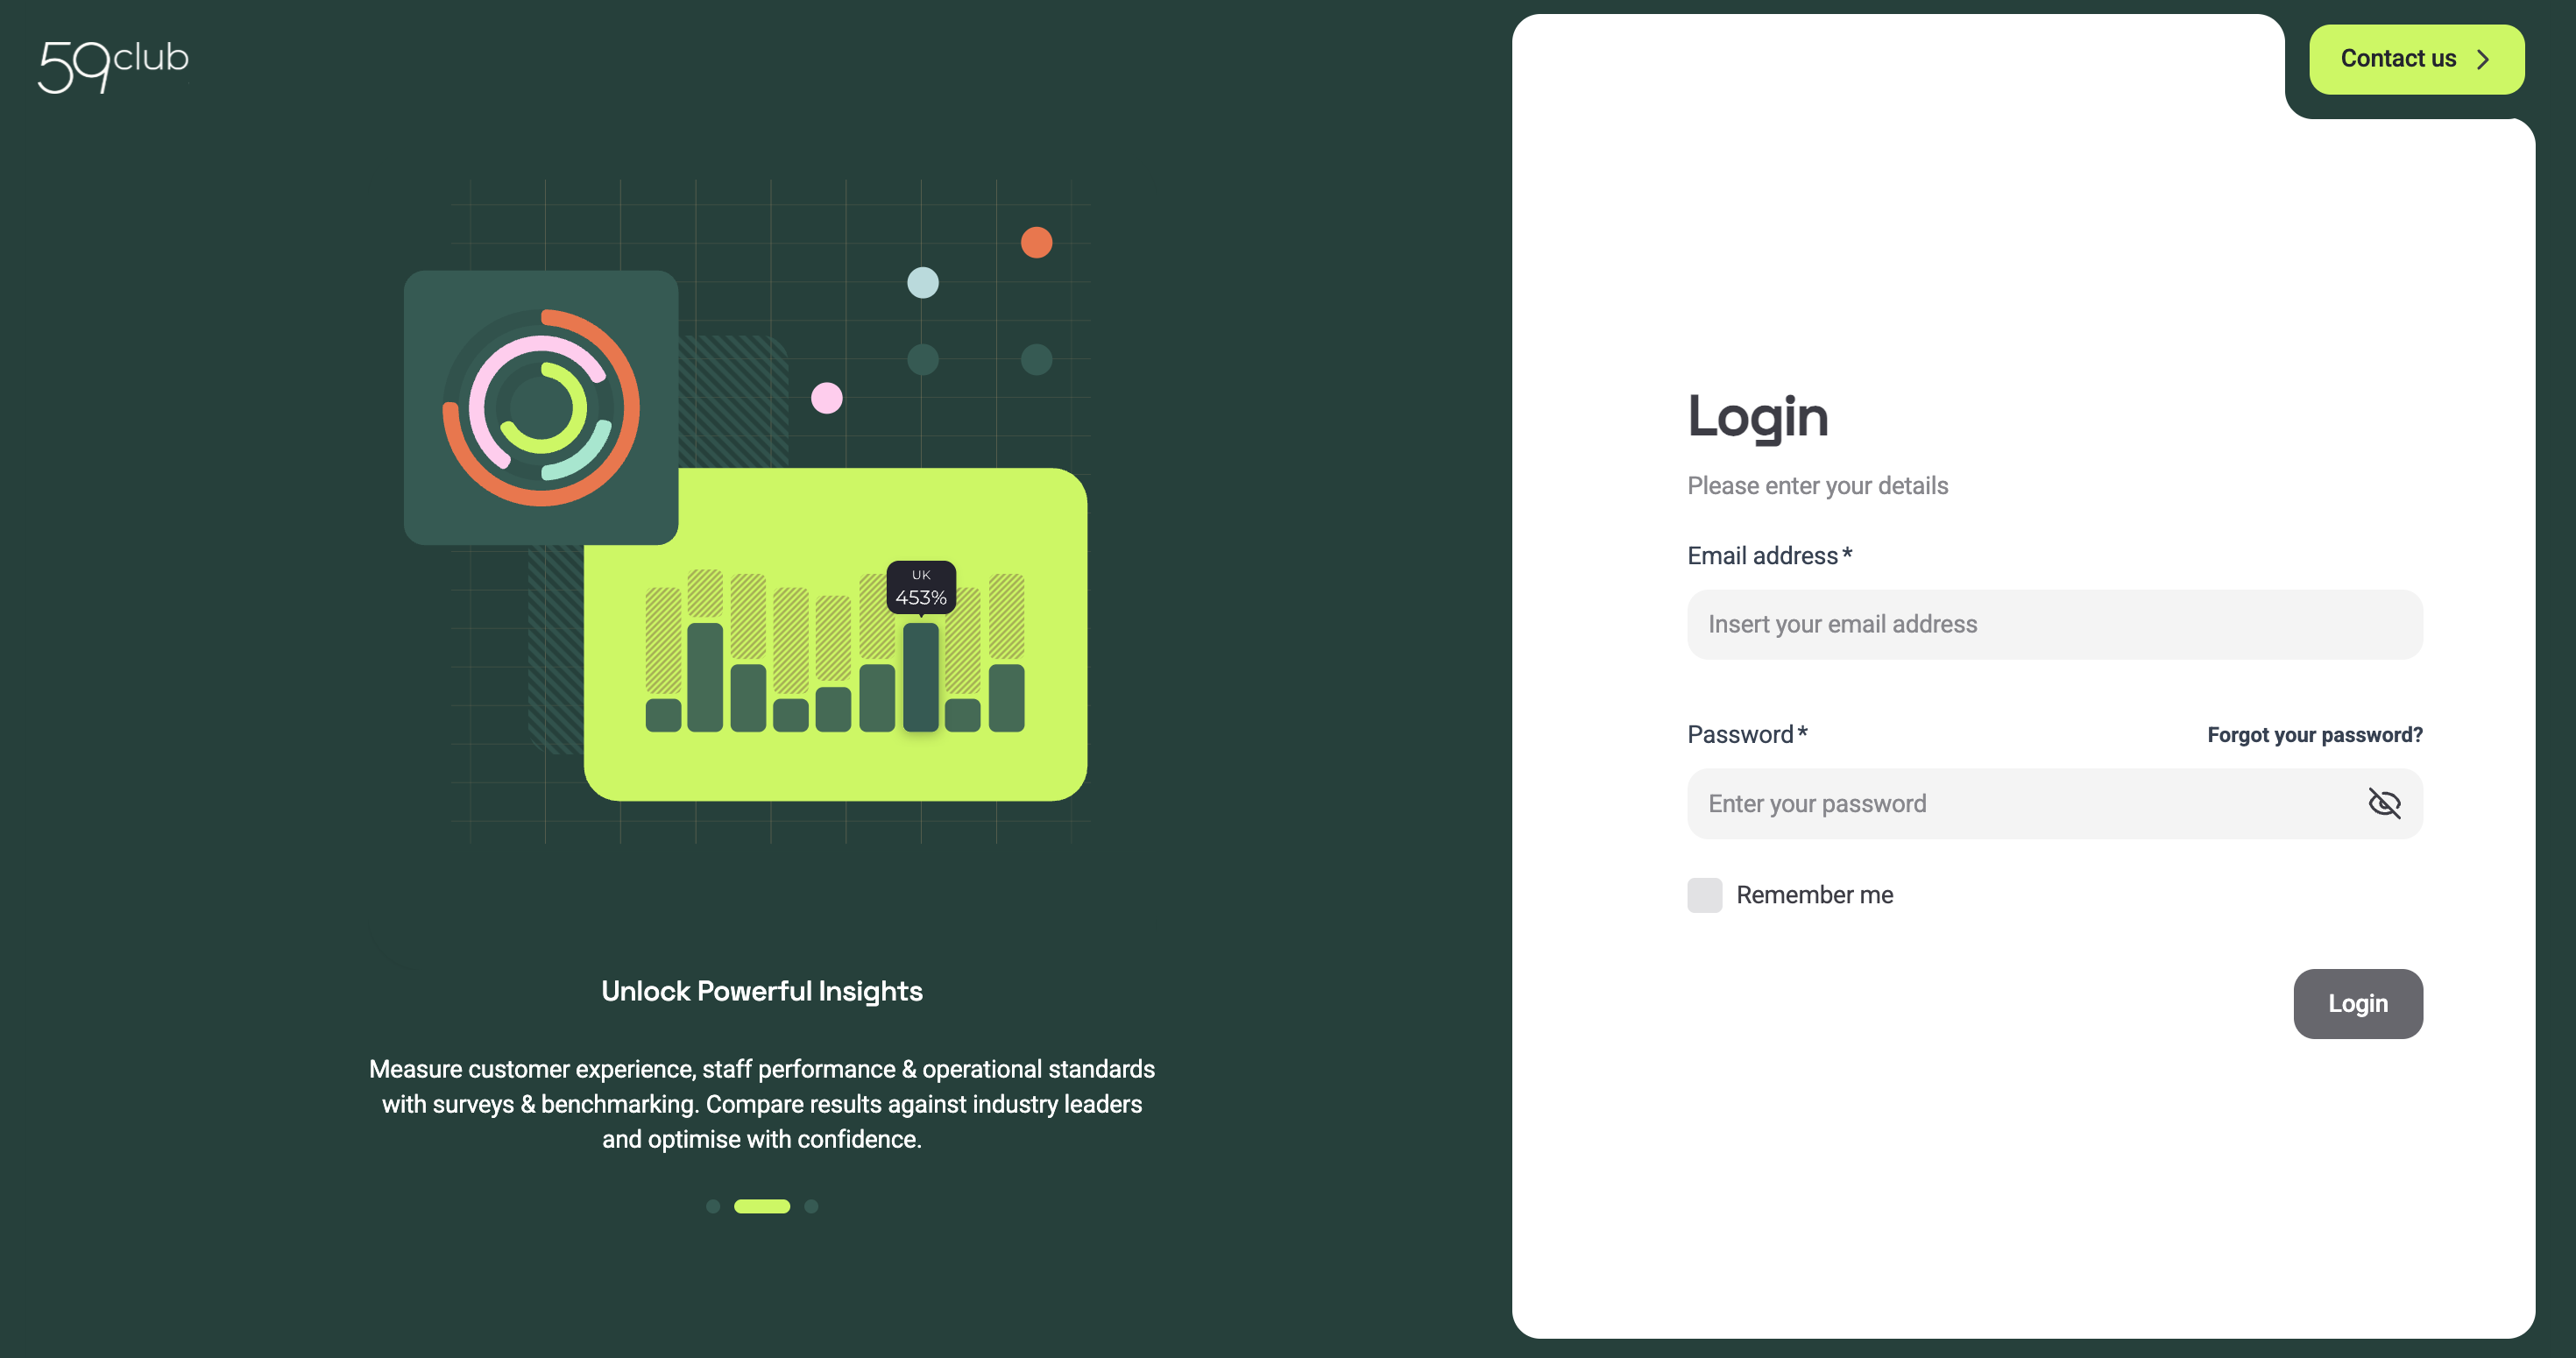 59club
Contact us
UK
453%
Unlock Powerful Insights
Measure customer experience, staff performance & operational standards
with surveys & benchmarking. Compare results against industry leaders
and optimise with confidence.
Login
Please enter your details
Email address*
Insert your email address
Password*
Forgot your password?
Enter your password
Remember me
Login